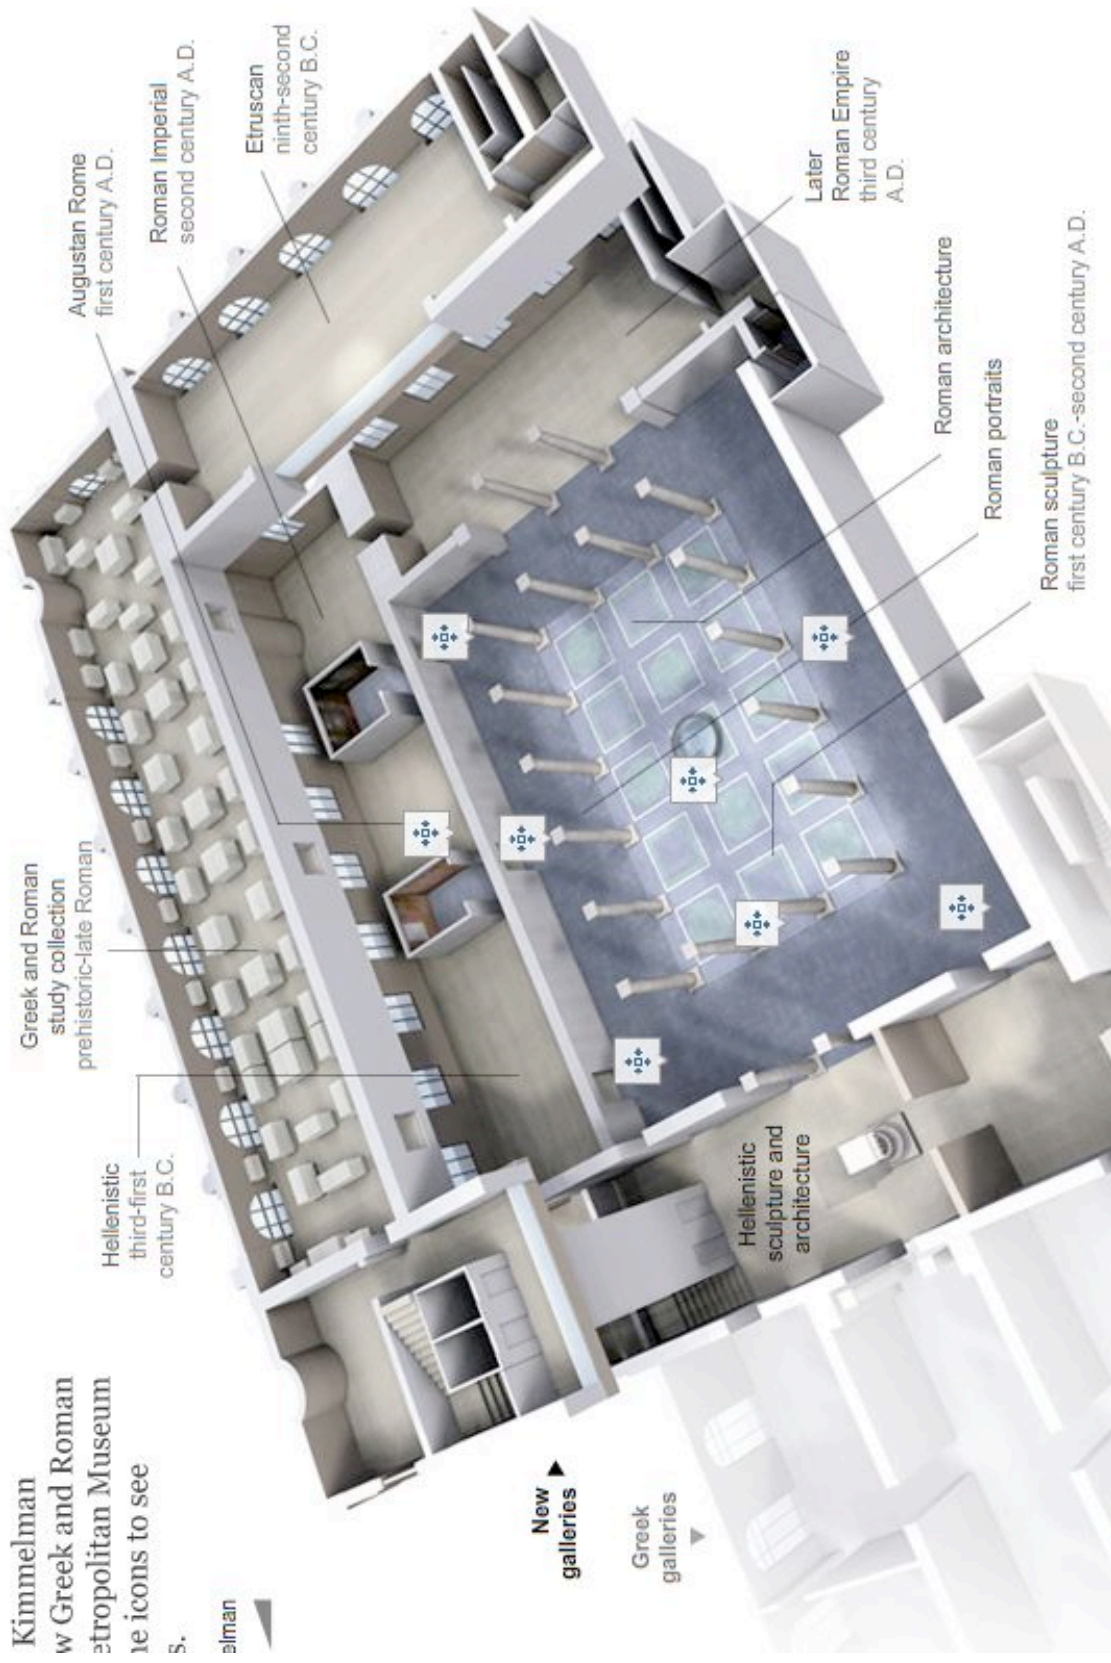 Kimmelman
w Greek and Roman
etropolitan Museum
ne icons to see
s.
elman
Hellenistic
third-first
century B.C.
Greek and Roman
study collection
prehistoric-late Roman
Augustan Rome
first century A.D.
Roman Imperial
second century A.D.
Etruscan
ninth-second
century B.C.
Later
Roman Empire
third century
A.D.
Roman architecture
Roman portraits
Roman sculpture
first century B.C.-second century A.D.
Hellenistic
sculpture and
architecture
New
galleries
Greek
galleries